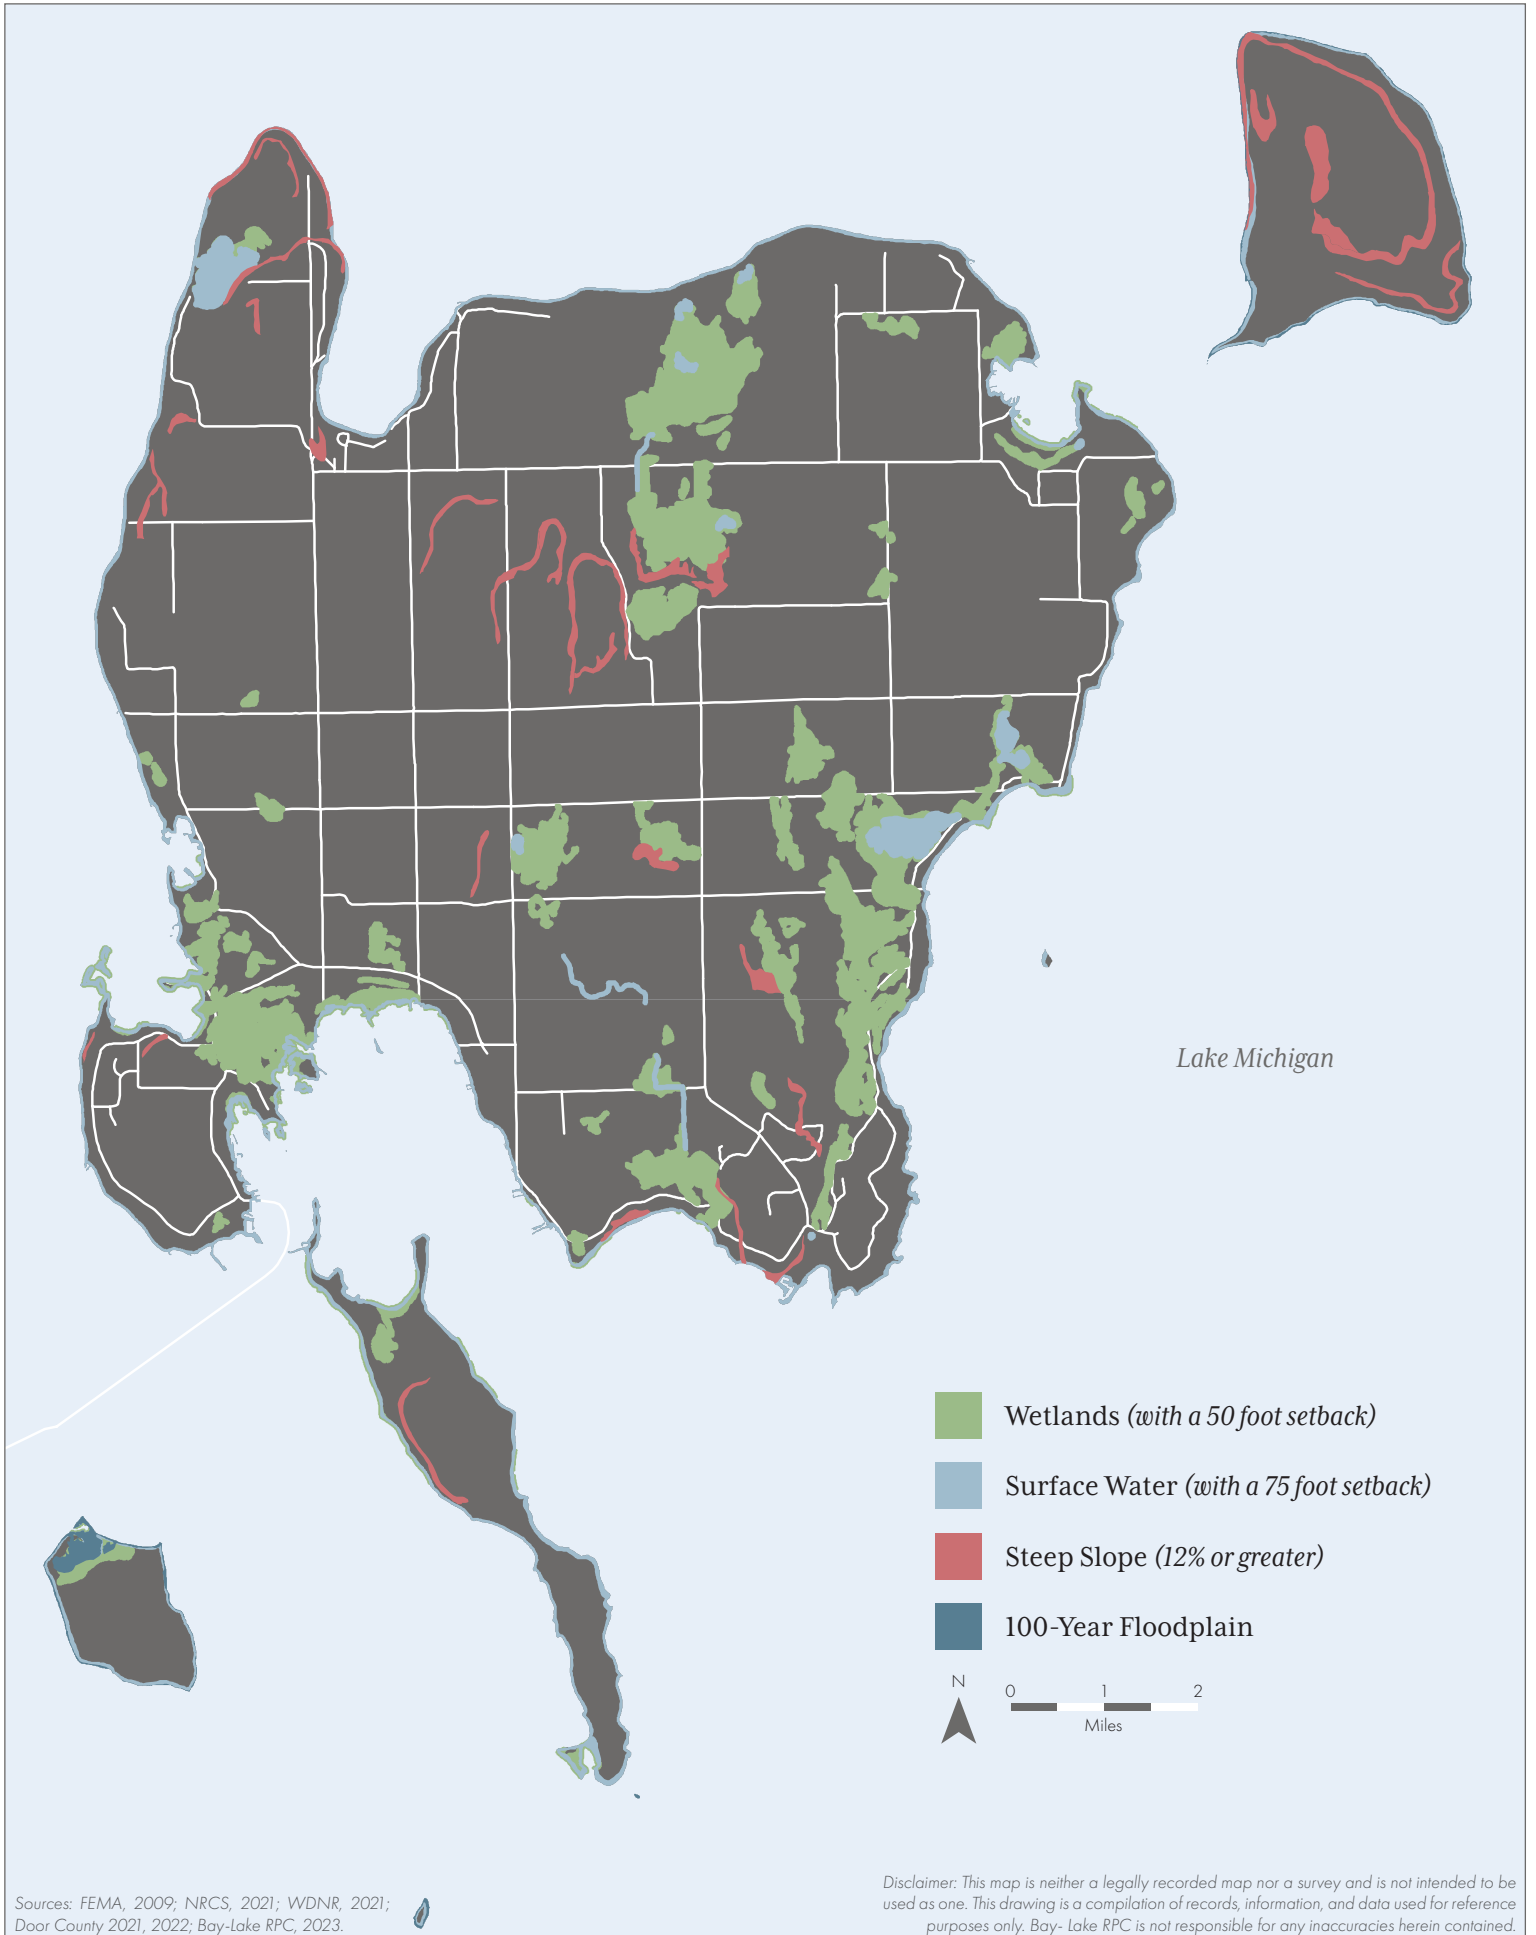 Lake Michigan
Wetlands (with a 50 foot setback)
Surface Water (with a 75 foot setback)
Steep Slope (12% or greater)
100-Year Floodplain
N
0 1 2
Miles
Sources: FEMA, 2009; NRCS, 2021; WDNR, 2021;
Door County 2021, 2022; Bay-Lake RPC, 2023.
Disclaimer: This map is neither a legally recorded map nor a survey and is not intended to be
used as one. This drawing is a compilation of records, information, and data used for reference
purposes only. Bay- Lake RPC is not responsible for any inaccuracies herein contained.